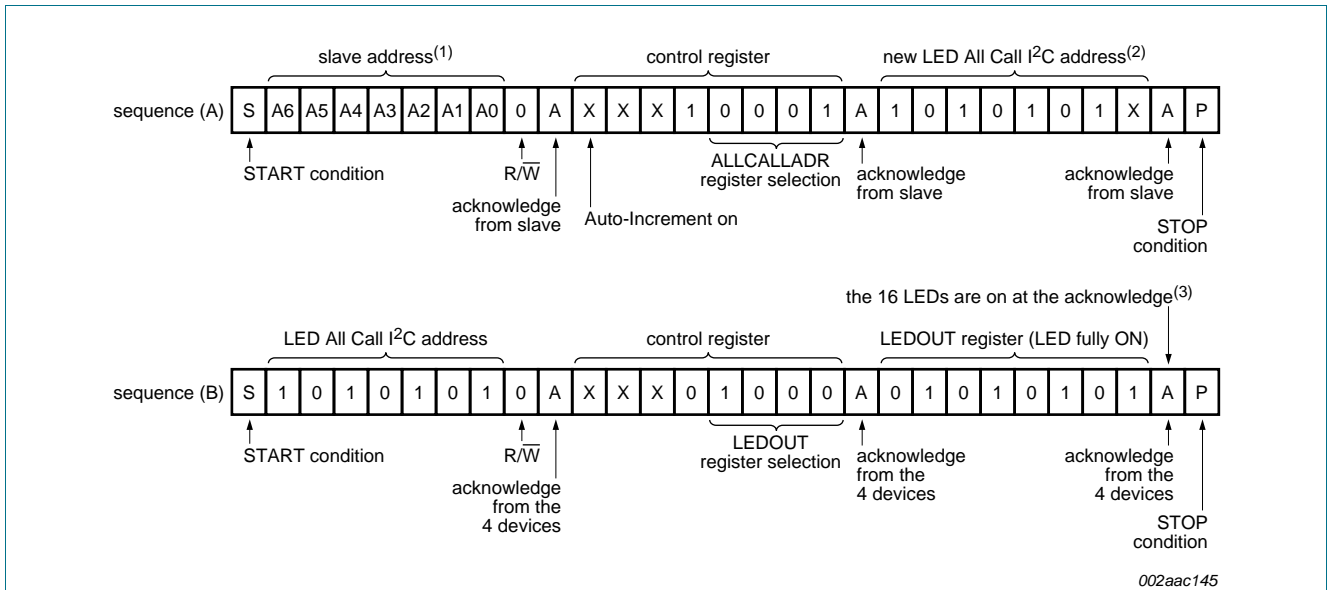 slave address(1)
control register
new LED All Call I2C address(2)
sequence (A)
S A6 A5 A4 A3 A2 A1 A0 0 A X X X 1 0 0 0 1 A 1 0 1 0 1 0 1 X A P
START condition
R/W
acknowledge
from slave
Auto-Increment on
ALLCALLADR
register selection
acknowledge
from slave
acknowledge
from slave
STOP
condition
the 16 LEDs are on at the acknowledge(3)
LED All Call I2C address
control register
LEDOUT register (LED fully ON)
sequence (B)
S 1 0 1 0 1 0 1 0 A X X X 0 1 0 0 0 A 0 1 0 1 0 1 0 1 A P
START condition
R/W
acknowledge
from the
4 devices
LEDOUT
register selection
acknowledge
from the
4 devices
acknowledge
from the
4 devices
STOP
condition
002aac145